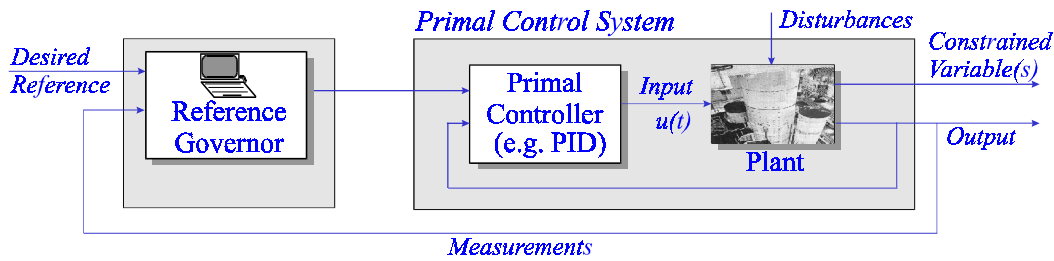 Primal Control System
Disturbances
Desired
Reference
Constrained
Variable(s)
Reference
Governor
Primal
Controller
(e.g. PID)
Input
u(t)
Plant
Output
Measurements